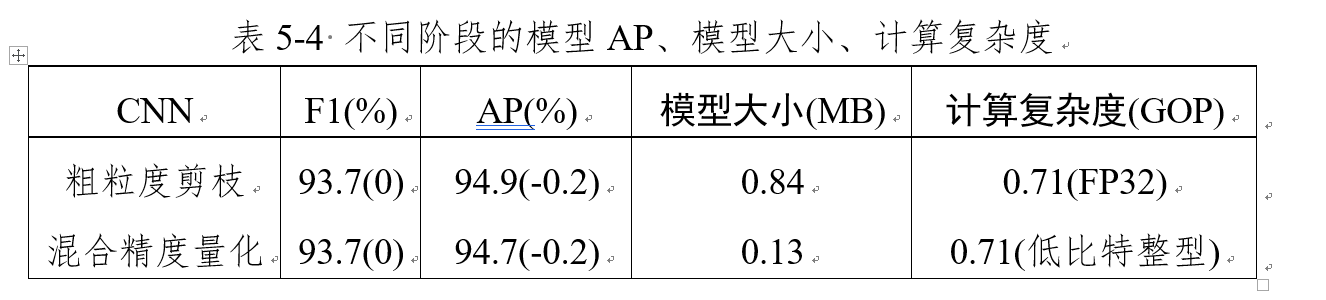 表 5-4 不同阶段的模型 AP、模型大小、计算复杂度
CNN F1(%) AP(%) 模型大小(MB) 计算复杂度(GOP)
粗粒度剪枝 93.7(0) 94.9(-0.2) 0.84 0.71(FP32)
混合精度量化 93.7(0) 94.7(-0.2) 0.13 0.71(低比特整型)